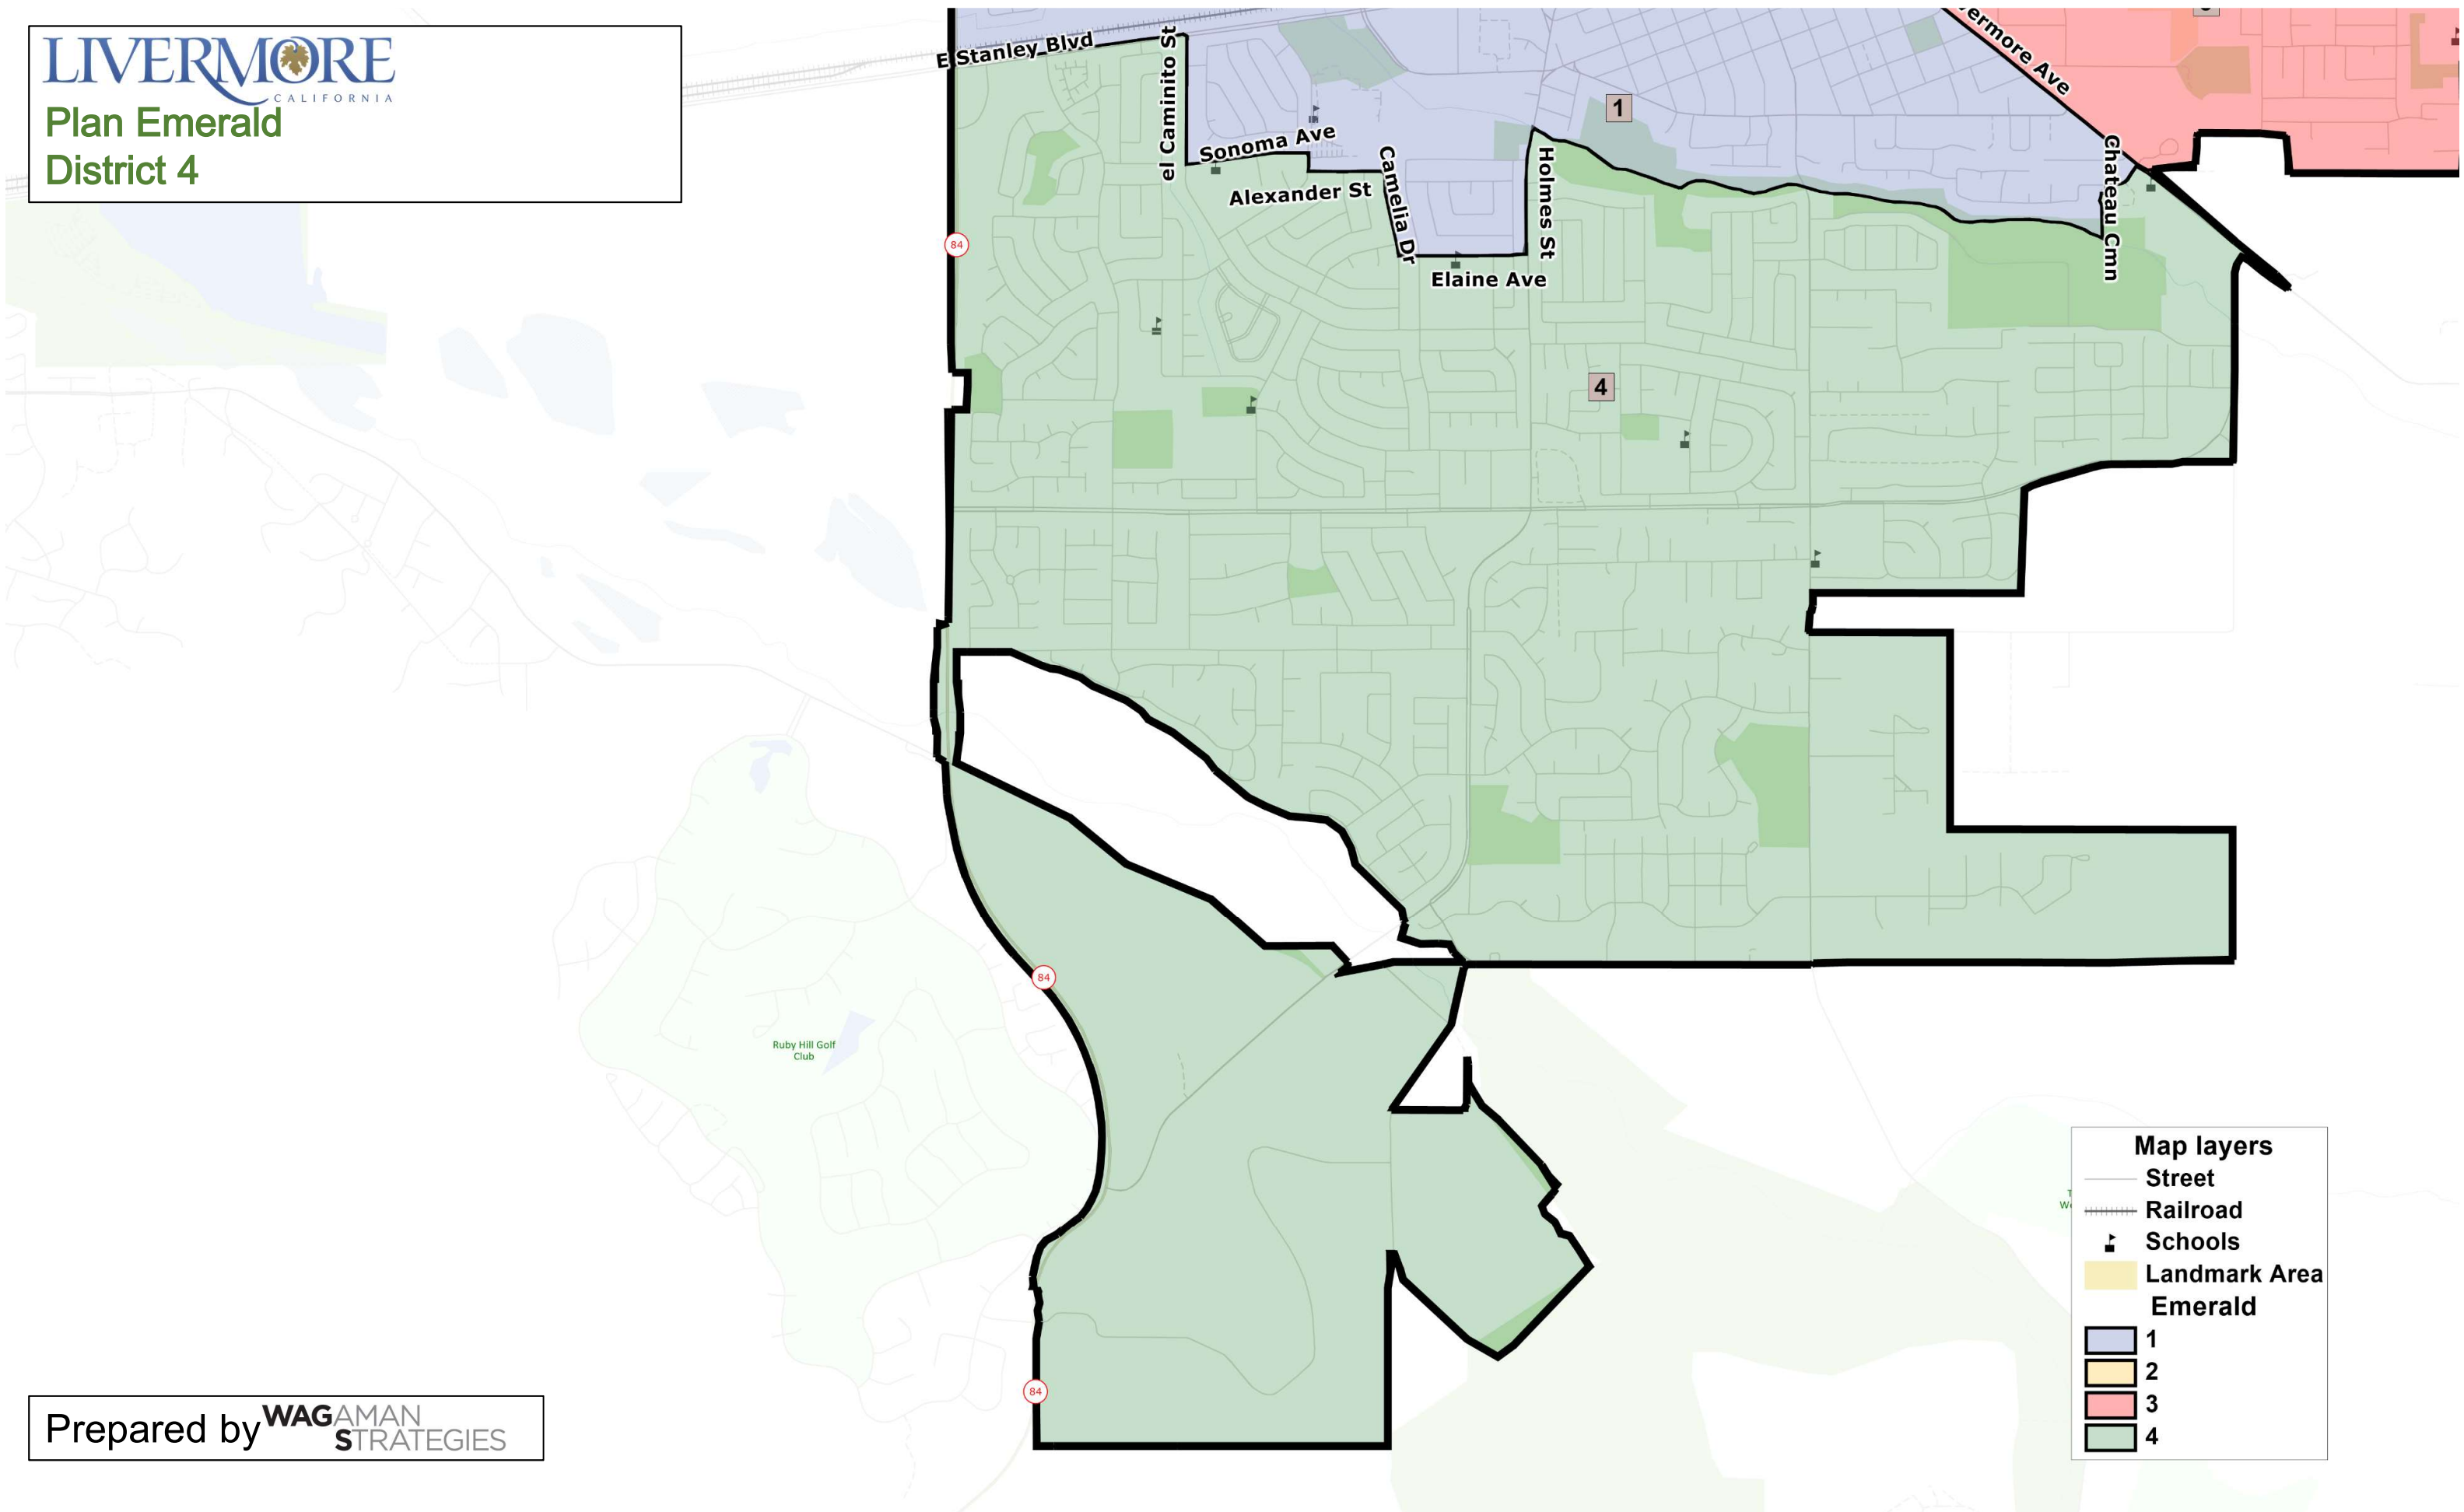 LIVERMORE
CALIFORNIA
Plan Emerald
District 4
E Stanley Blvd
el Caminito St
Sonoma Ave
Alexander St
Camelia Dr
Elaine Ave
Holmes St
1
ermore Ave
Chateau Cmn
84
4
84
Ruby Hill Golf
Club
84
Map layers
Street
Railroad
Schools
Landmark Area
Emerald
1
2
3
4
Prepared by WAGAMAN
STRATEGIES